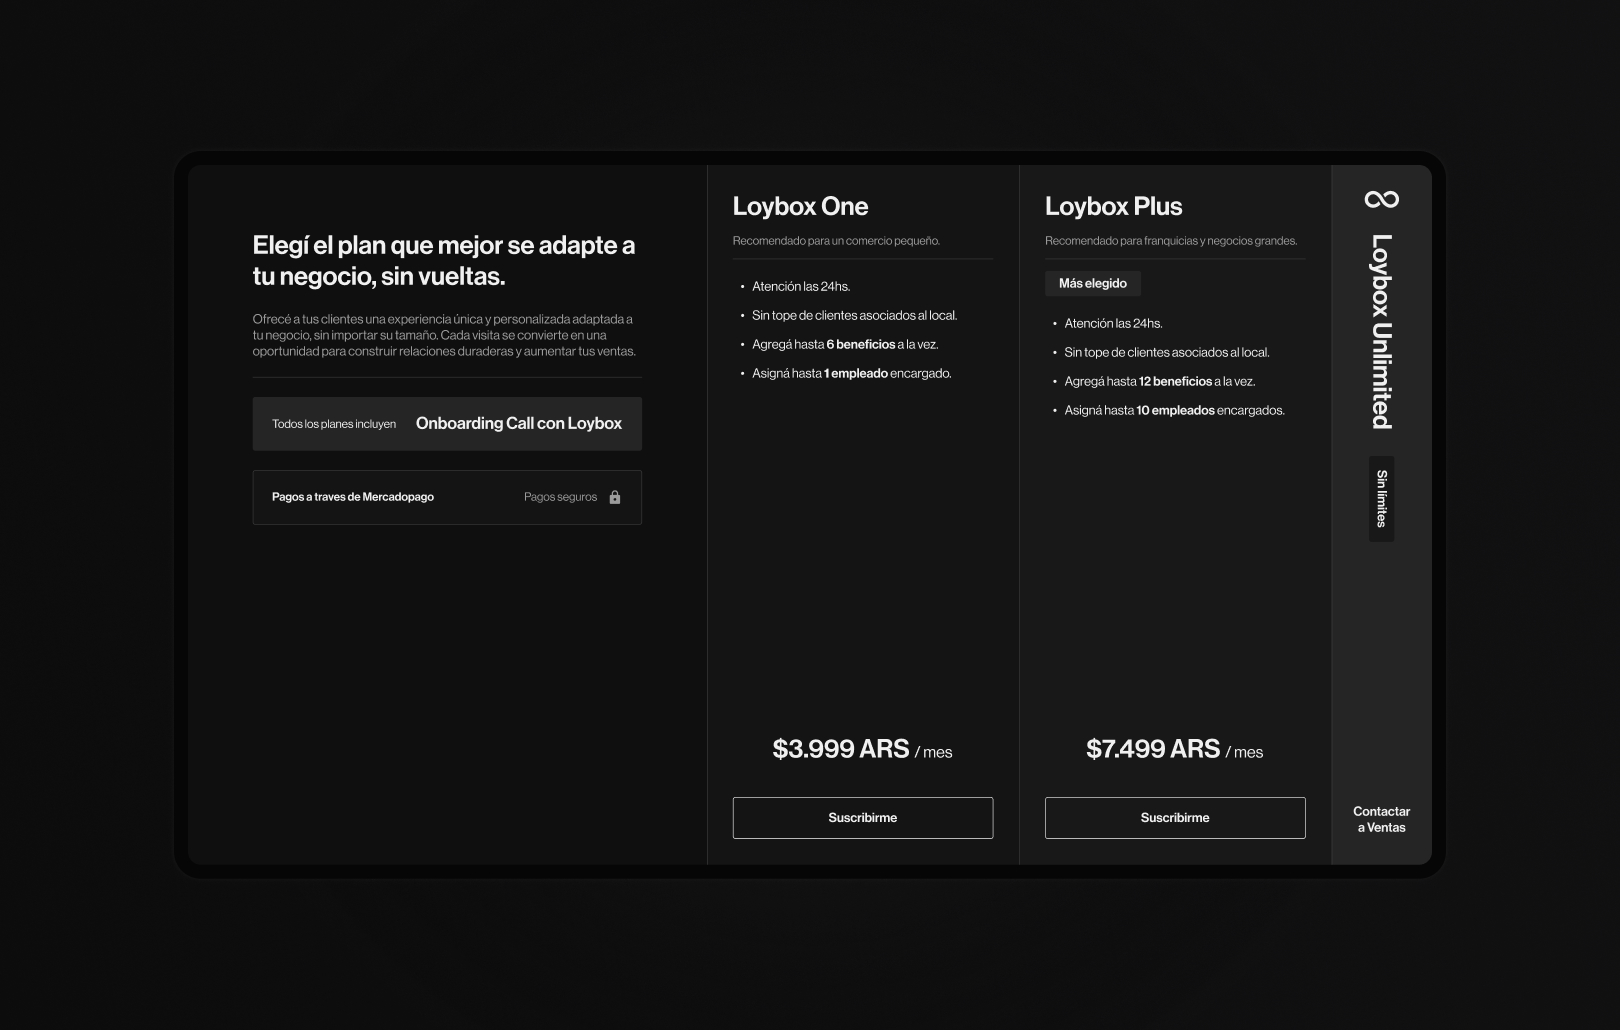 Elegí el plan que mejor se adapte a
tu negocio, sin vueltas.
Ofrecé a tus clientes una experiencia única y personalizada adaptada a
tu negocio, sin importar su tamaño. Cada visita se convierte en una
oportunidad para construir relaciones duraderas y aumentar tus ventas.
Todos los planes incluyen Onboarding Call con Loybox
Pagos a traves de Mercadopago Pagos seguros
Loybox One
Recomendado para un comercio pequeño.
• Atención las 24hs.
• Sin tope de clientes asociados al local.
• Agregá hasta 6 beneficios a la vez.
• Asigná hasta 1 empleado encargado.
$3.999 ARS / mes
Suscribirme
Loybox Plus
Recomendado para franquicias y negocios grandes.
Más elegido
• Atención las 24hs.
• Sin tope de clientes asociados al local.
• Agregá hasta 12 beneficios a la vez.
• Asigná hasta 10 empleados encargados.
$7.499 ARS / mes
Suscribirme
Loybox Unlimited
Sin limites
Contactar
a Ventas